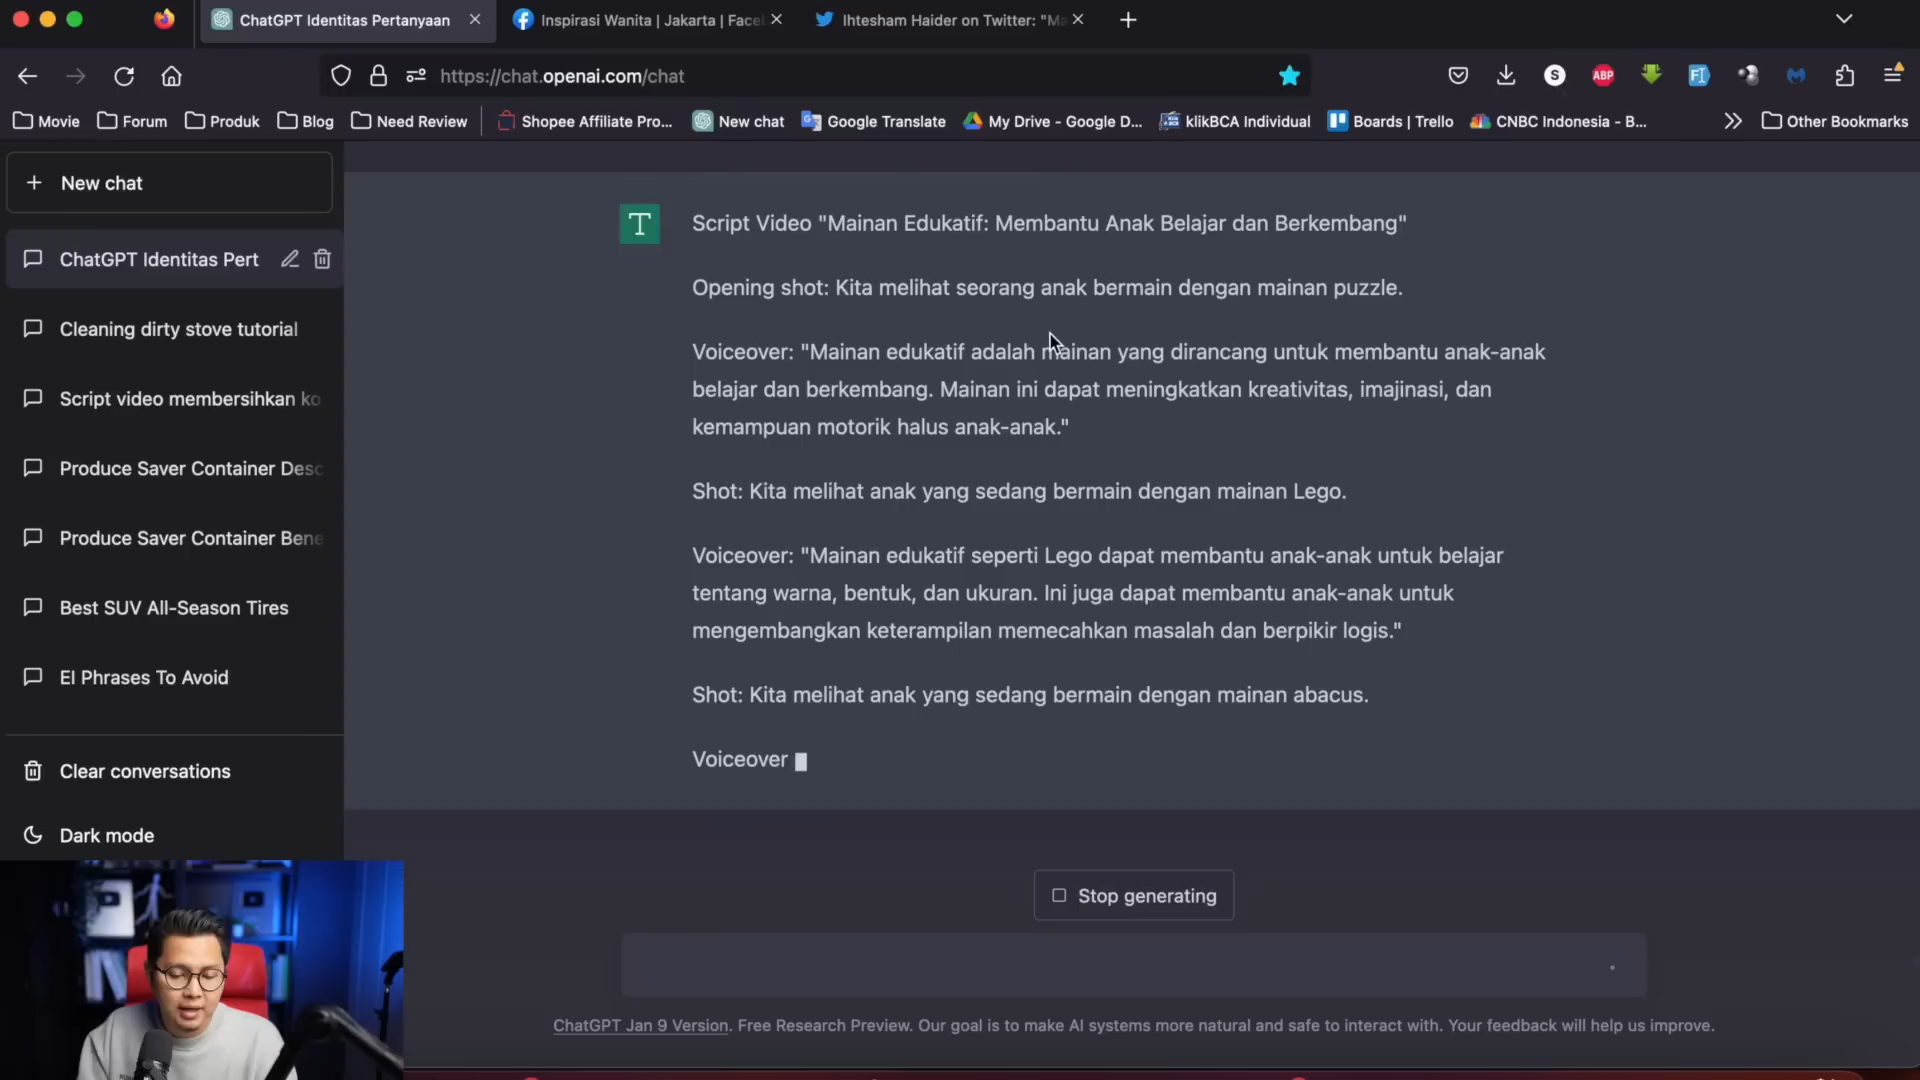 ChatGPT Identitas Pertanyaan
Inspirasi Wanita | Jakarta | Face
Ihtesham Haider on Twitter: "Ma
https://chat.openai.com/chat
S
ABP
FI
Movie
Forum
Produk
Blog
Need Review
Shopee Affiliate Pro...
New chat
Google Translate
My Drive - Google D...
klikBCA Individual
Boards | Trello
CNBC Indonesia - B...
Other Bookmarks
New chat
ChatGPT Identitas Pert
Cleaning dirty stove tutorial
Script video membersihkan ko
Produce Saver Container Desc
Produce Saver Container Bene
Best SUV All-Season Tires
EI Phrases To Avoid
Clear conversations
Dark mode
T
Script Video "Mainan Edukatif: Membantu Anak Belajar dan Berkembang"
Opening shot: Kita melihat seorang anak bermain dengan mainan puzzle.
Voiceover: "Mainan edukatif adalah mainan yang dirancang untuk membantu anak-anak
belajar dan berkembang. Mainan ini dapat meningkatkan kreativitas, imajinasi, dan
kemampuan motorik halus anak-anak."
Shot: Kita melihat anak yang sedang bermain dengan mainan Lego.
Voiceover: "Mainan edukatif seperti Lego dapat membantu anak-anak untuk belajar
tentang warna, bentuk, dan ukuran. Ini juga dapat membantu anak-anak untuk
mengembangkan keterampilan memecahkan masalah dan berpikir logis."
Shot: Kita melihat anak yang sedang bermain dengan mainan abacus.
Voiceover
Stop generating
ChatGPT Jan 9 Version. Free Research Preview. Our goal is to make AI systems more natural and safe to interact with. Your feedback will help us improve.